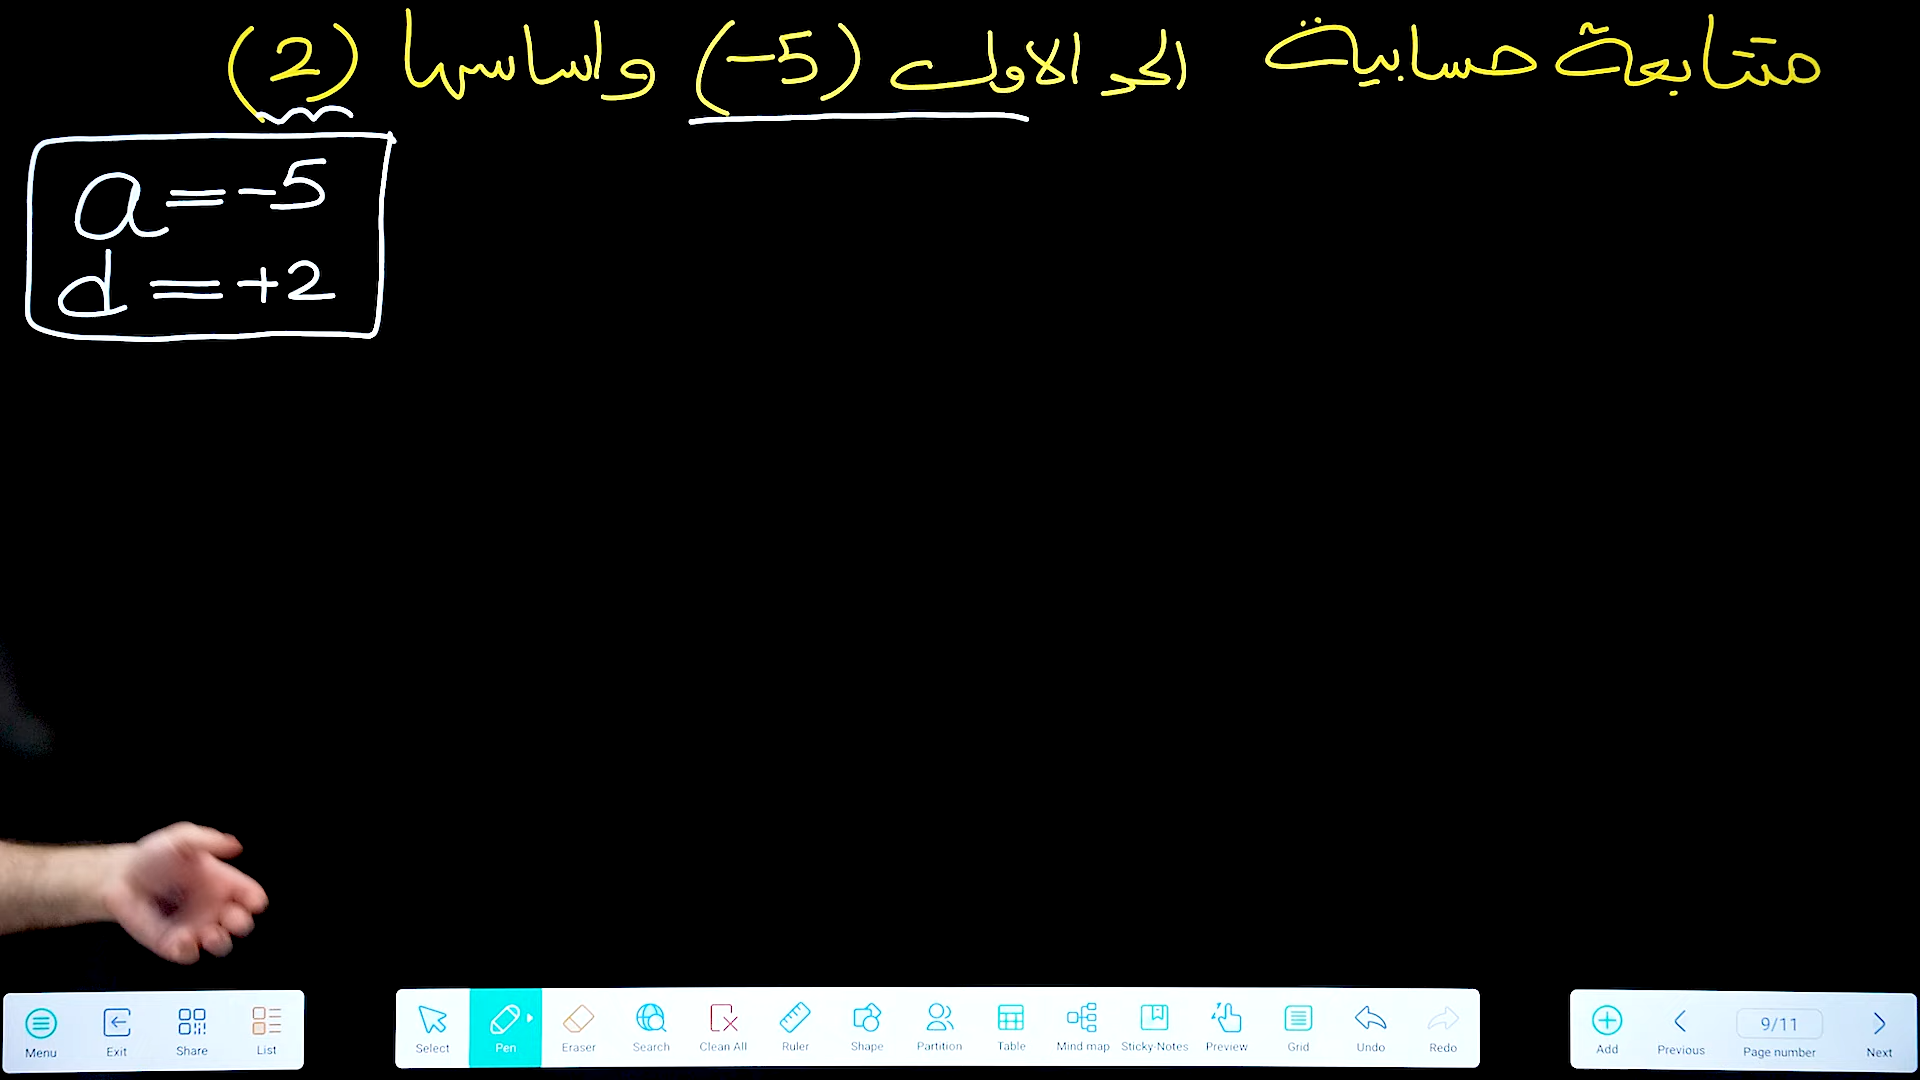 متتابعة حسابية الحد الاول (-5) واساسها (2)
a = -5
d = +2
Menu
Exit
Share
List
Select
Pen
Eraser
Search
Clean All
Ruler
Shape
Partition
Table
Mind map
Sticky-Notes
Preview
Grid
Undo
Redo
Add
Previous
9/11
Page number
Next